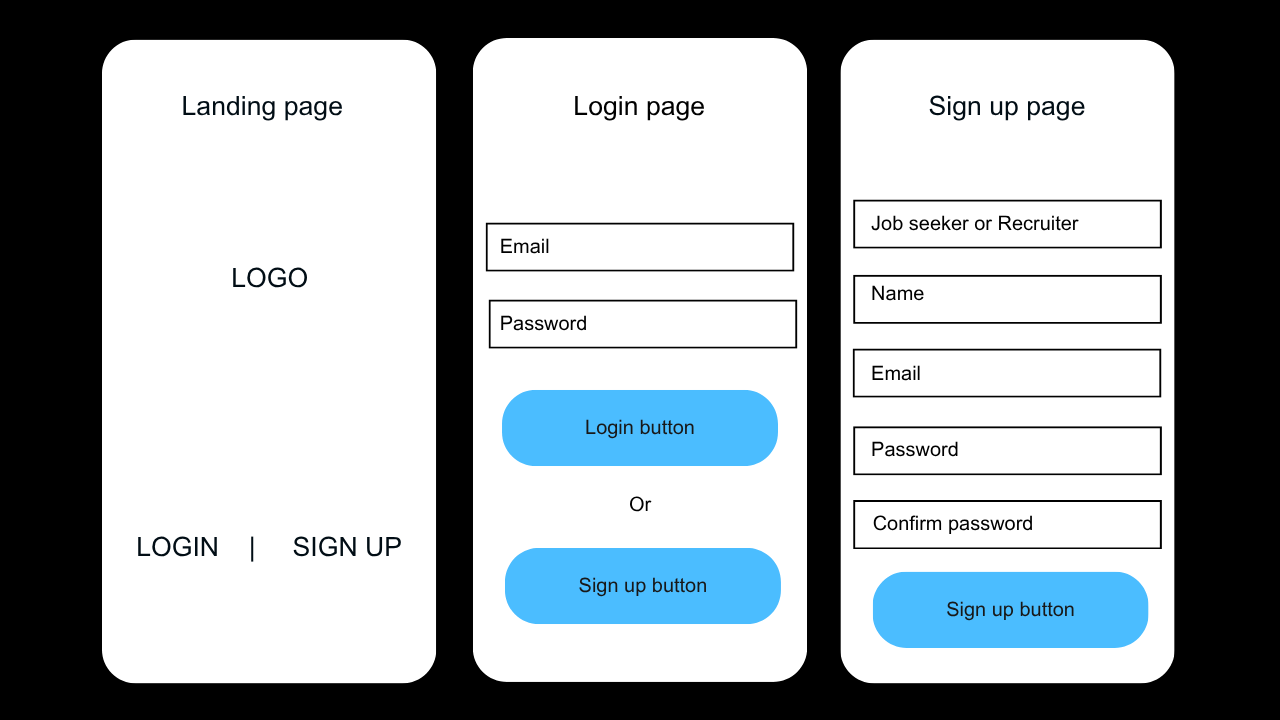 Landing page
LOGO
LOGIN | SIGN UP
Login page
Email
Password
Login button
Or
Sign up button
Sign up page
Job seeker or Recruiter
Name
Email
Password
Confirm password
Sign up button